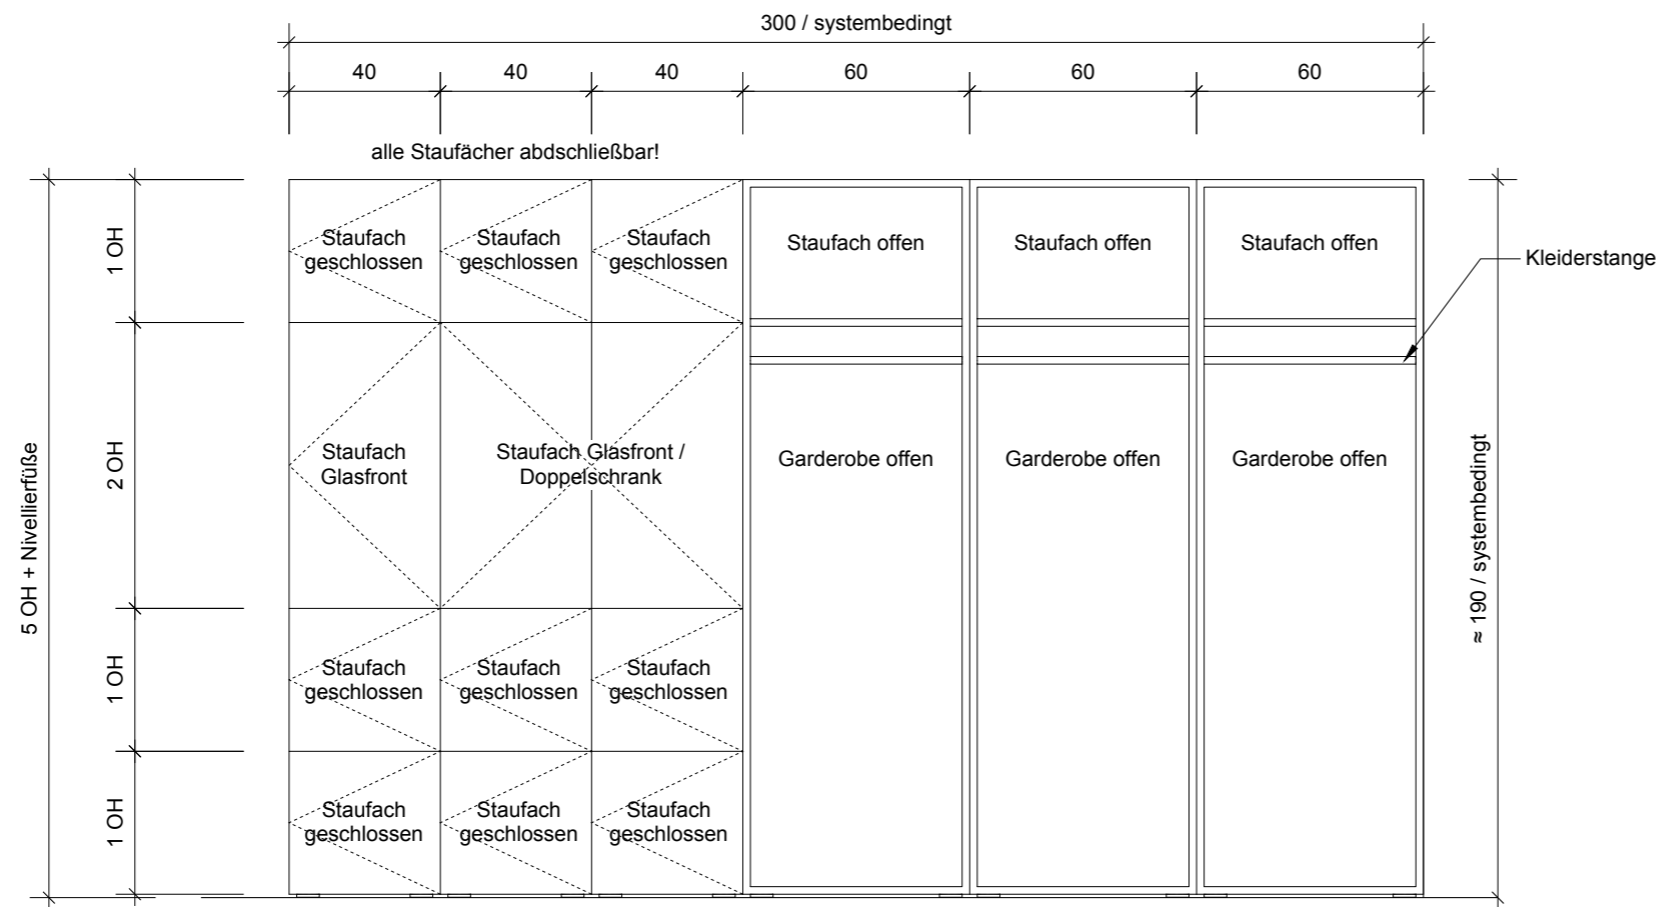 300 / systembedingt
40
40
40
60
60
60
alle Staufächer abdschließbar!
5 OH + Nivellierfüße
1 OH
2 OH
1 OH
1 OH
Staufach
geschlossen
Staufach
geschlossen
Staufach
geschlossen
Staufach offen
Staufach offen
Staufach offen
Kleiderstange
Staufach
Glasfront
Staufach Glasfront /
Doppelschrank
Garderobe offen
Garderobe offen
Garderobe offen
≈ 190 / systembedingt
Staufach
geschlossen
Staufach
geschlossen
Staufach
geschlossen
Staufach
geschlossen
Staufach
geschlossen
Staufach
geschlossen